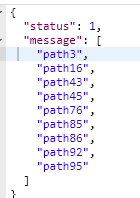 {
"status": 1,
"message": [
"path3",
"path16",
"path43",
"path45",
"path76",
"path85",
"path86",
"path92",
"path95"
]
}